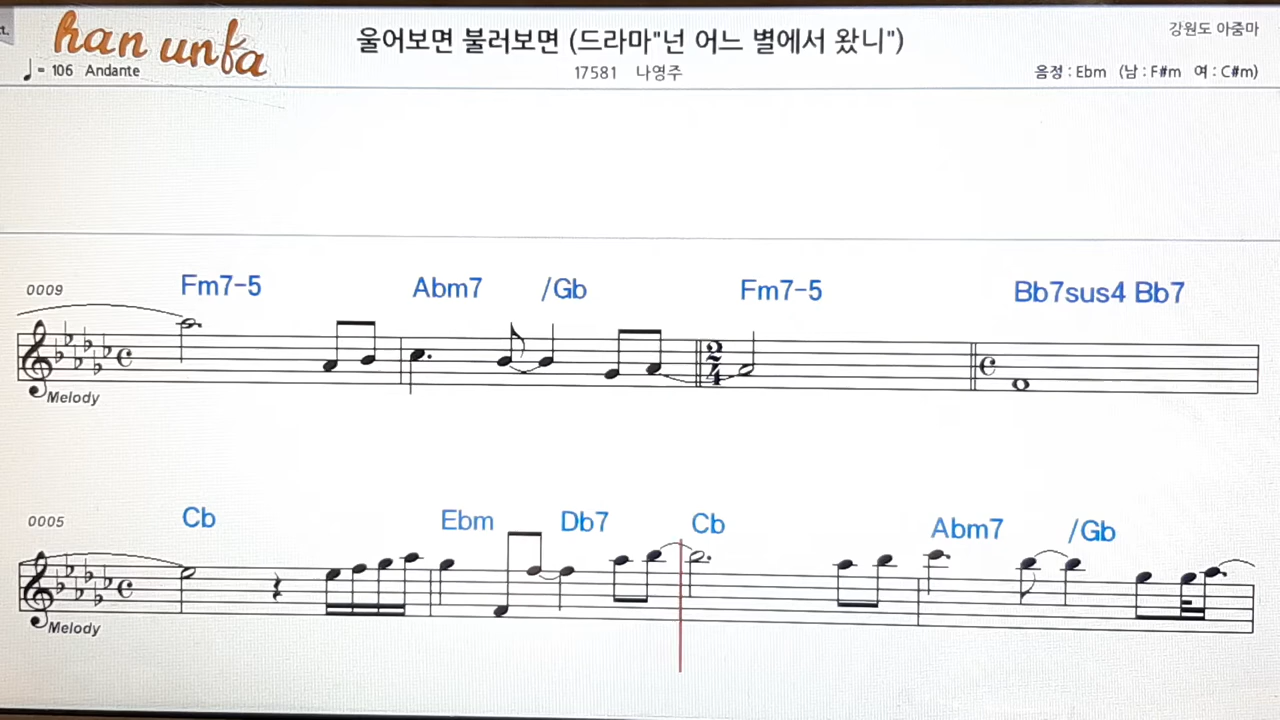 han unfa
울어보면 불러보면 (드라마"넌 어느 별에서 왔니")
강원도 아줌마
♩= 106 Andante
17581 나영주
음정 : Ebm (남 : F#m 여 : C#m)
0009
Fm7-5 Abm7 /Gb Fm7-5 Bb7sus4 Bb7
2
4
Melody
0005
Cb Ebm Db7 Cb Abm7 /Gb
Melody